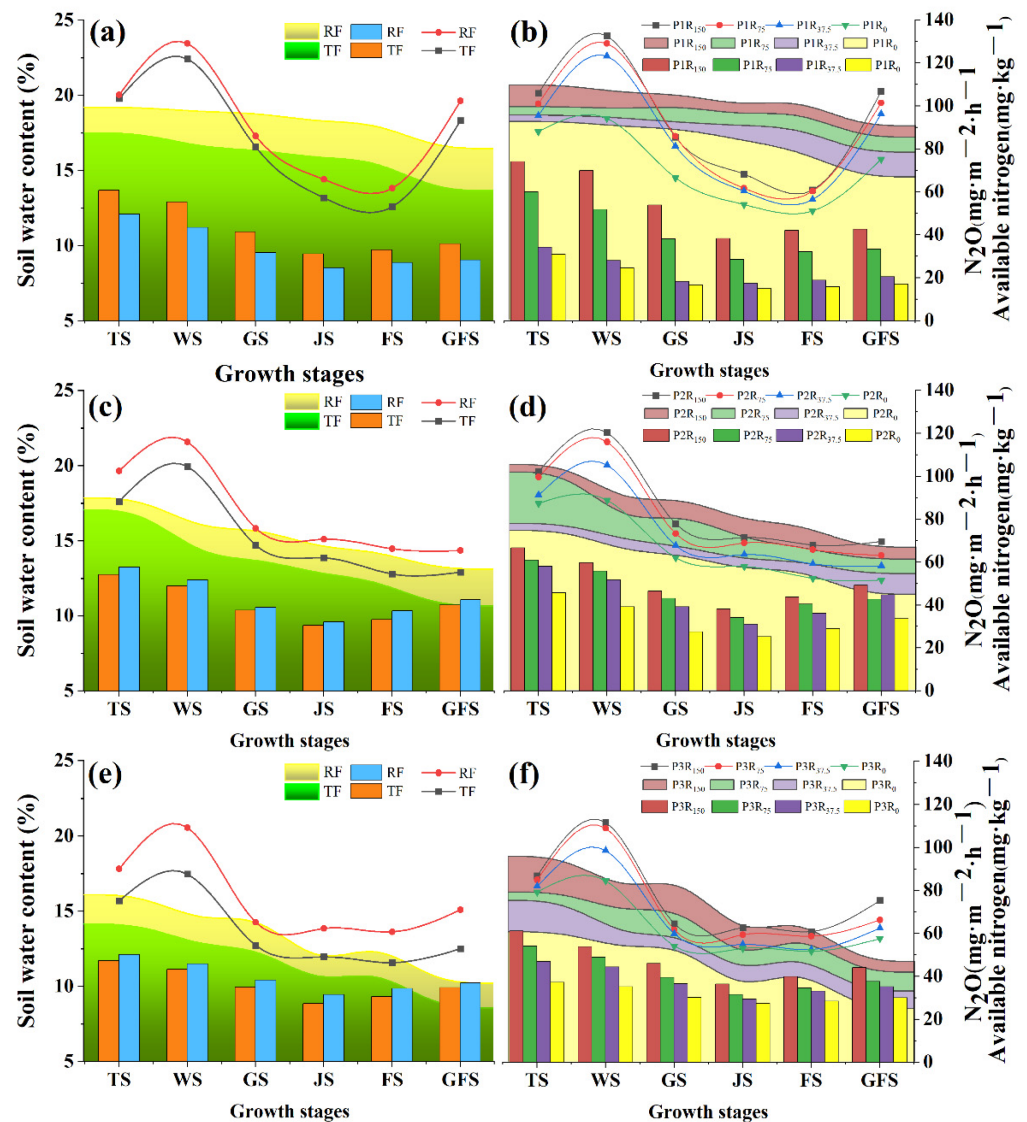 (a)
RF RF RF
TF TF TF
25
20
15
10
5
Soil water content (%)
TS WS GS JS FS GFS
Growth stages
(b)
P1R₁₅₀ P1R₇₅ P1R₃₇.₅ P1R₀
P1R₁₅₀ P1R₇₅ P1R₃₇.₅ P1R₀
P1R₁₅₀ P1R₇₅ P1R₃₇.₅ P1R₀
140
120
100
80
60
40
20
0
N₂O(mg·m⁻²·h⁻¹
Available nitrogen(mg·kg⁻¹)
TS WS GS JS FS GFS
Growth stages
(c)
RF RF RF
TF TF TF
25
20
15
10
5
Soil water content (%)
TS WS GS JS FS GFS
Growth stages
(d)
P2R₁₅₀ P2R₇₅ P2R₃₇.₅ P2R₀
P2R₁₅₀ P2R₇₅ P2R₃₇.₅ P2R₀
P2R₁₅₀ P2R₇₅ P2R₃₇.₅ P2R₀
140
120
100
80
60
40
20
0
N₂O(mg·m⁻²·h⁻¹)
Available nitrogen(mg·kg⁻¹)
TS WS GS JS FS GFS
Growth stages
(e)
RF RF RF
TF TF TF
25
20
15
10
5
Soil water content (%)
TS WS GS JS FS GFS
Growth stages
(f)
P3R₁₅₀ P3R₇₅ P3R₃₇.₅ P3R₀
P3R₁₅₀ P3R₇₅ P3R₃₇.₅ P3R₀
P3R₁₅₀ P3R₇₅ P3R₃₇.₅ P3R₀
140
120
100
80
60
40
20
0
N₂O(mg·m⁻²·h⁻¹)
Available nitrogen(mg·kg⁻¹)
TS WS GS JS FS GFS
Growth stages